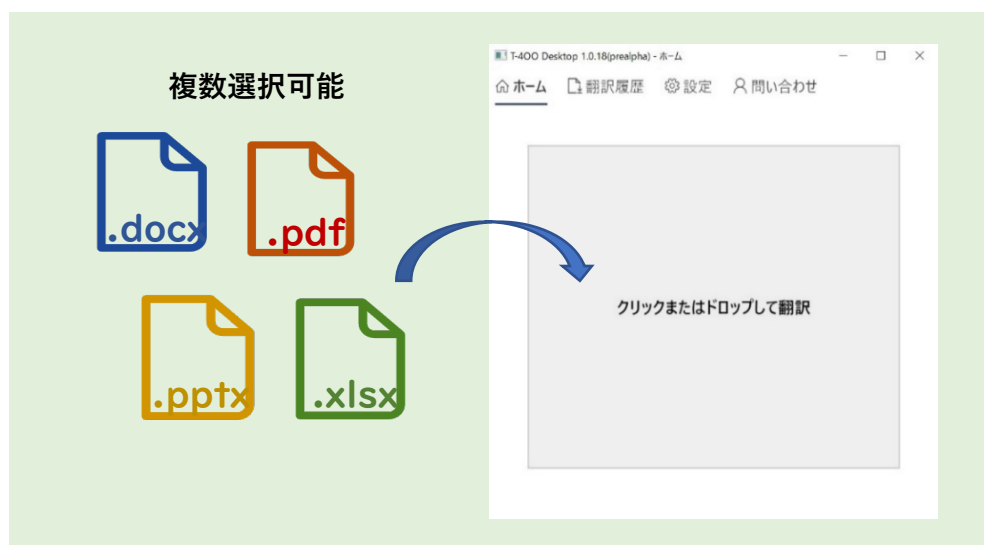 複数選択可能
.docx
.pdf
.pptx
.xlsx
T-4OO Desktop 1.0.18(prealpha) - ホーム
ホーム 翻訳履歴 設定 問い合わせ
クリックまたはドロップして翻訳